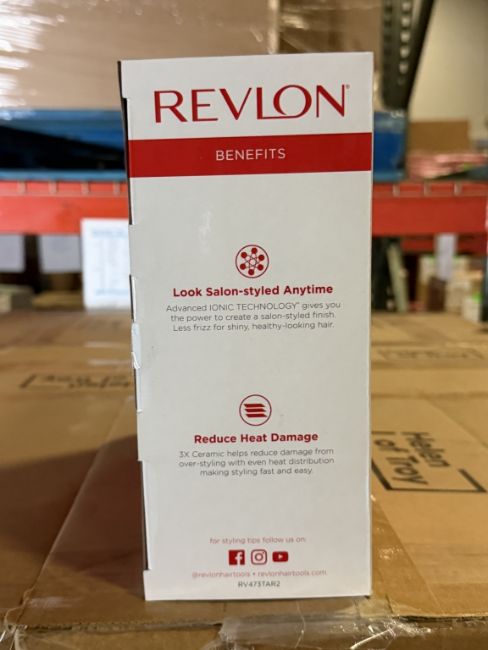 REVLON®
BENEFITS
Look Salon-styled Anytime
Advanced IONIC TECHNOLOGY™ gives you
the power to create a salon-styled finish.
Less frizz for shiny, healthy-looking hair.
Reduce Heat Damage
3X Ceramic helps reduce damage from
over-styling with even heat distribution
making styling fast and easy.
for styling tips follow us on:
@revlonhairtools • revlonhairtools.com
RV473TAR2
Helen
of Troy